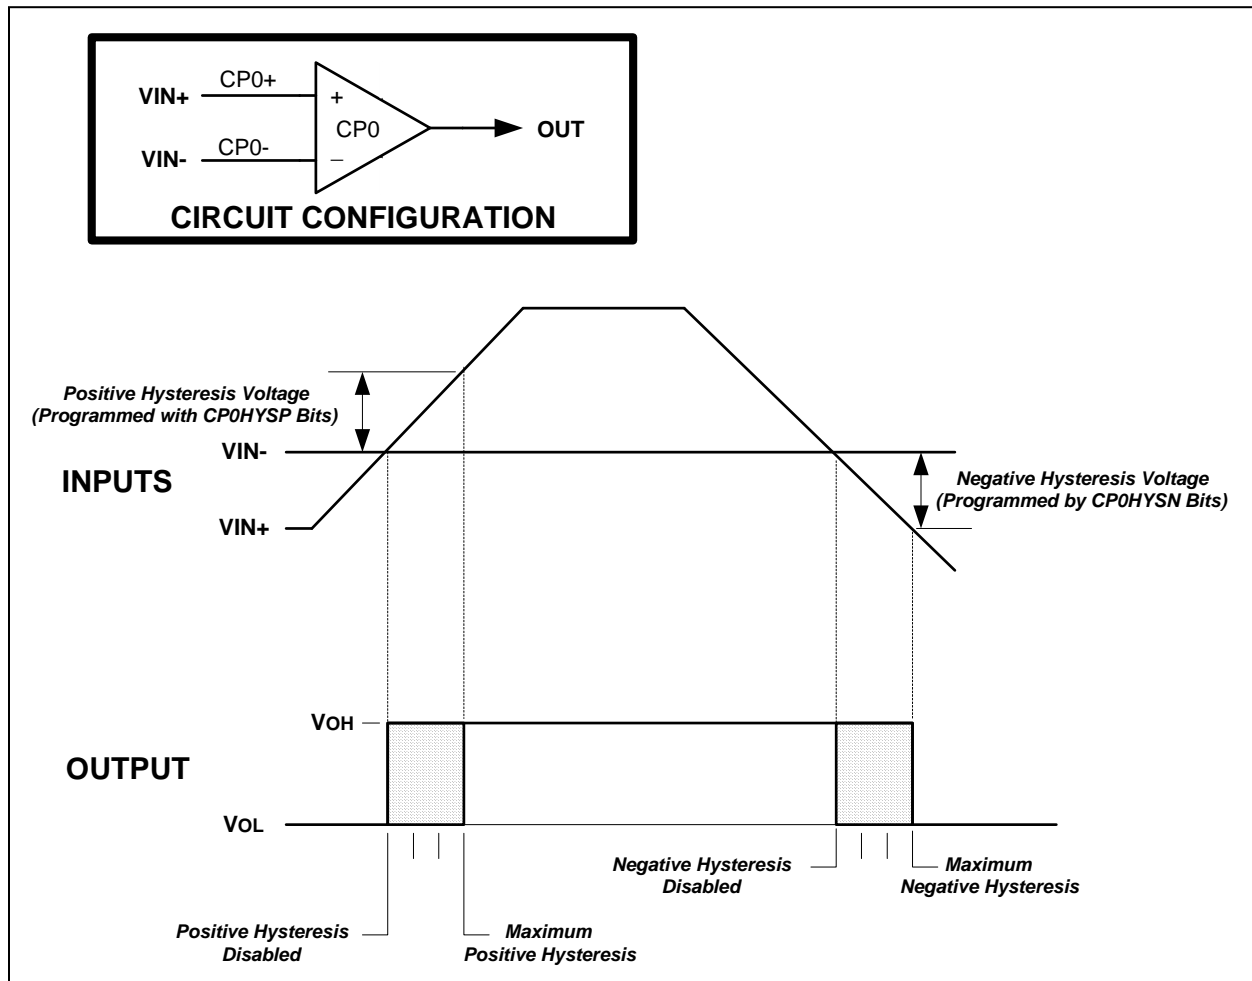 VIN+
CP0+
+
CP0
OUT
VIN-
CP0-
_
CIRCUIT CONFIGURATION
Positive Hysteresis Voltage
(Programmed with CP0HYSP Bits)
VIN-
INPUTS
VIN+
Negative Hysteresis Voltage
(Programmed by CP0HYSN Bits)
VOH
OUTPUT
VOL
Negative Hysteresis
Disabled
Maximum
Negative Hysteresis
Positive Hysteresis
Disabled
Maximum
Positive Hysteresis